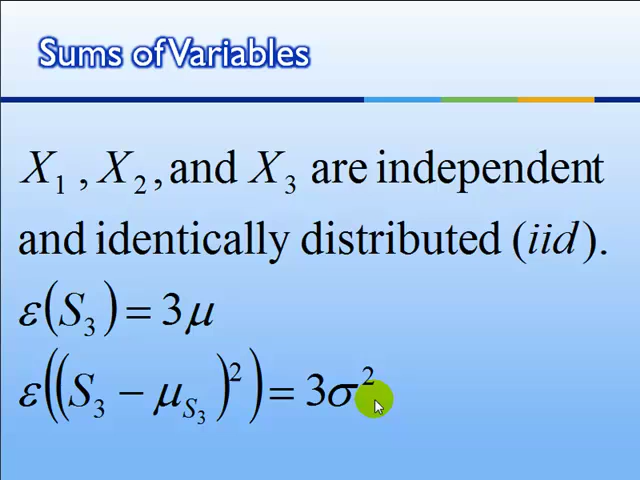 Sums of Variables
X₁, X₂, and X₃ are independent
and identically distributed (iid).
ε(S₃) = 3μ
ε((S₃ − μ_{S₃})²) = 3σ²